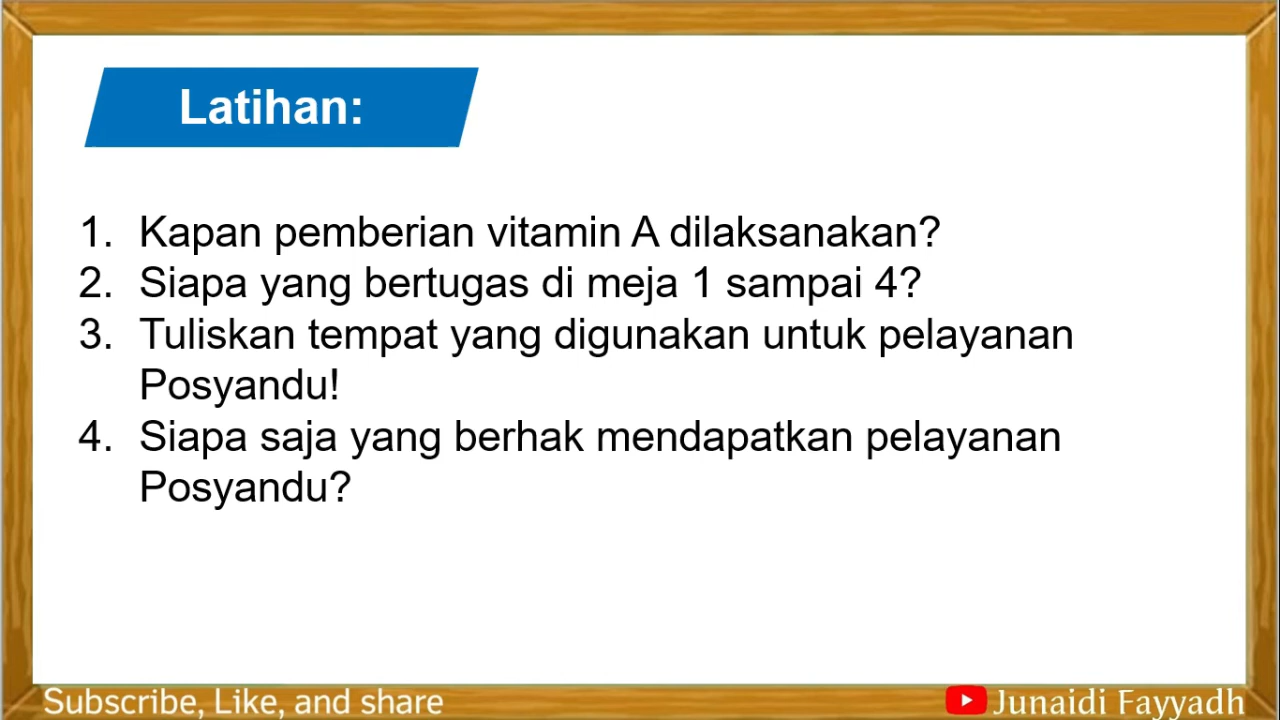 Latihan:
1. Kapan pemberian vitamin A dilaksanakan?
2. Siapa yang bertugas di meja 1 sampai 4?
3. Tuliskan tempat yang digunakan untuk pelayanan
Posyandu!
4. Siapa saja yang berhak mendapatkan pelayanan
Posyandu?
Subscribe, Like, and share
Junaidi Fayyadh